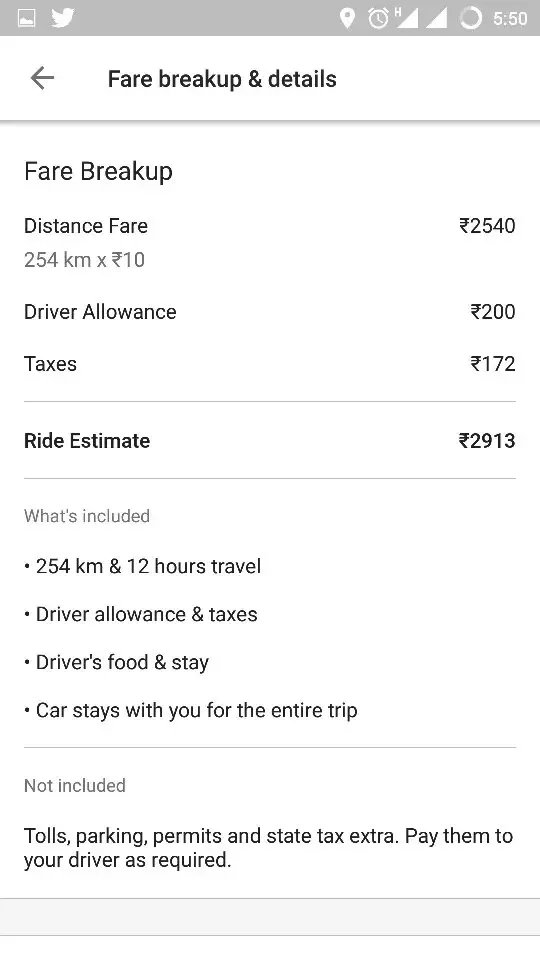 H 5:50
Fare breakup & details
Fare Breakup
Distance Fare ₹2540
254 km x ₹10
Driver Allowance ₹200
Taxes ₹172
Ride Estimate ₹2913
What's included
• 254 km & 12 hours travel
• Driver allowance & taxes
• Driver's food & stay
• Car stays with you for the entire trip
Not included
Tolls, parking, permits and state tax extra. Pay them to
your driver as required.